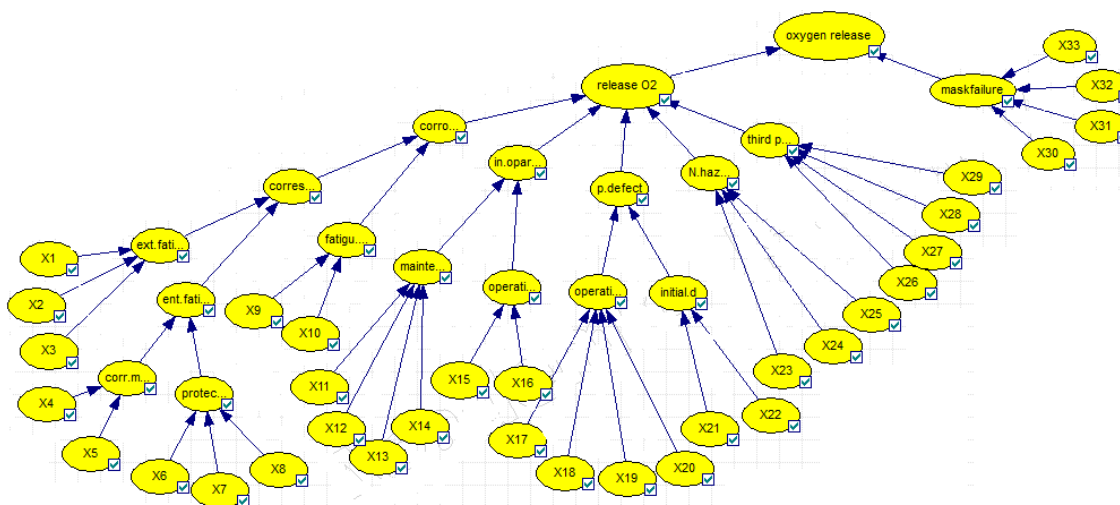 oxygen release
X33
release O2
maskfailure
X32
corro...
X31
third p...
in.opar...
X30
N.haz...
X29
corres...
p.defect
X28
ext.fati...
fatigu....
X27
X1
mainte...
X26
X2
ent.fati...
operati...
operati...
initial.d...
X25
X9
X10
X24
X3
corr.m...
X15
X16
X23
X11
X4
protec...
X22
X12
X14
X21
X5
X13
X17
X6
X8
X18
X19
X20
X7